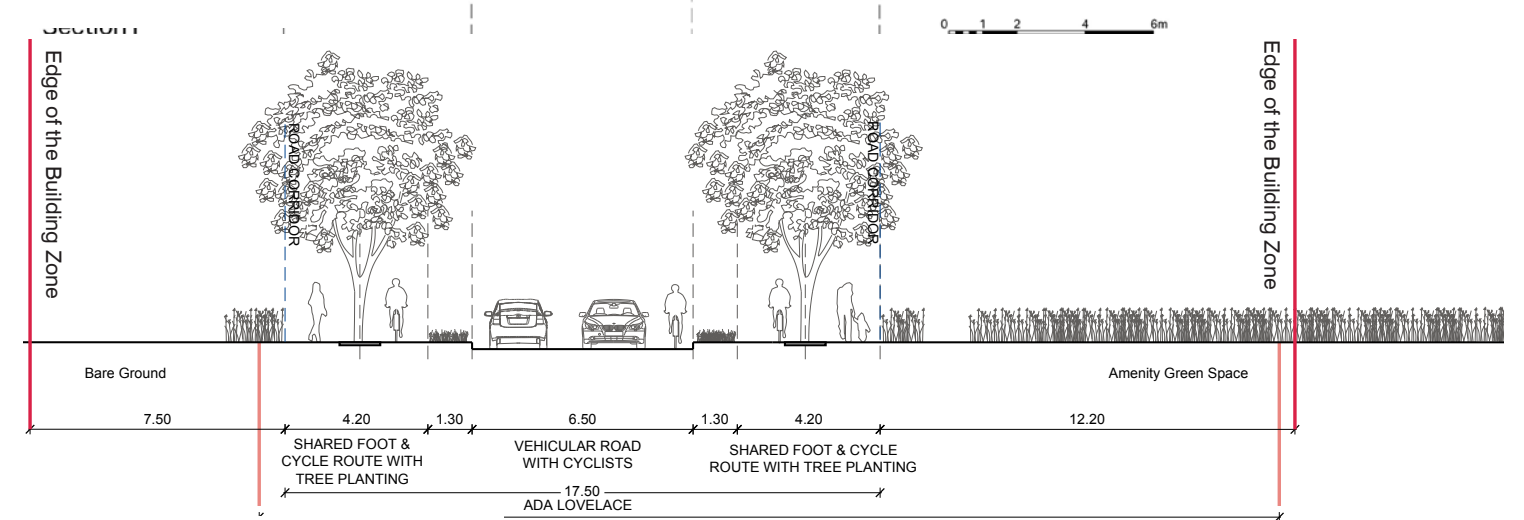 Section
0 1 2 4 6m
Edge of the Building Zone
ROAD CORRIDOR
ROAD CORRIDOR
Edge of the Building Zone
Bare Ground
Amenity Green Space
7.50 4.20 1.30 6.50 1.30 4.20 12.20
SHARED FOOT &
CYCLE ROUTE WITH
TREE PLANTING
VEHICULAR ROAD
WITH CYCLISTS
SHARED FOOT & CYCLE
ROUTE WITH TREE PLANTING
17.50
ADA LOVELACE